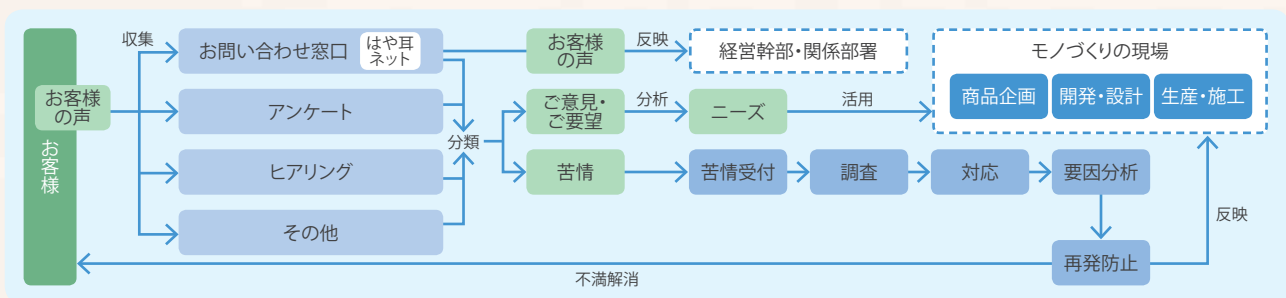 お客様
お客様
の声
収集
お問い合わせ窓口
はや耳
ネット
アンケート
ヒアリング
その他
分類
お客様
の声
反映
経営幹部・関係部署
ご意見・
ご要望
分析
ニーズ
活用
モノづくりの現場
商品企画
開発・設計
生産・施工
苦情
苦情受付
調査
対応
要因分析
再発防止
反映
不満解消